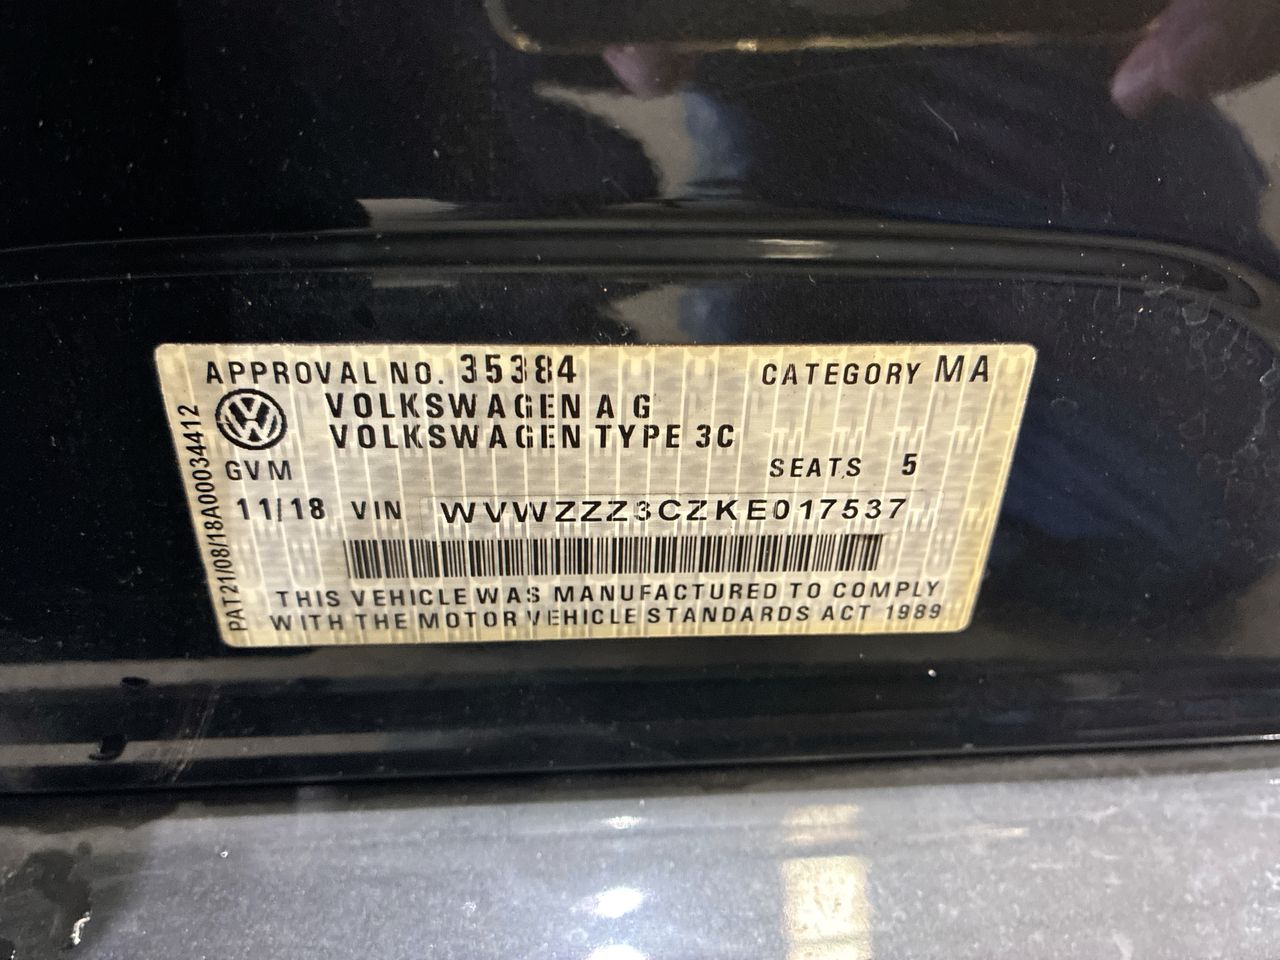 APPROVAL NO. 35384 CATEGORY MA
VOLKSWAGEN AG
VOLKSWAGEN TYPE 3C
GVM SEATS 5
11/18 VIN WVWZZZ3CZKE017537
THIS VEHICLE WAS MANUFACTURED TO COMPLY
WITH THE MOTOR VEHICLE STANDARDS ACT 1989
PAT21/08/18A00034412